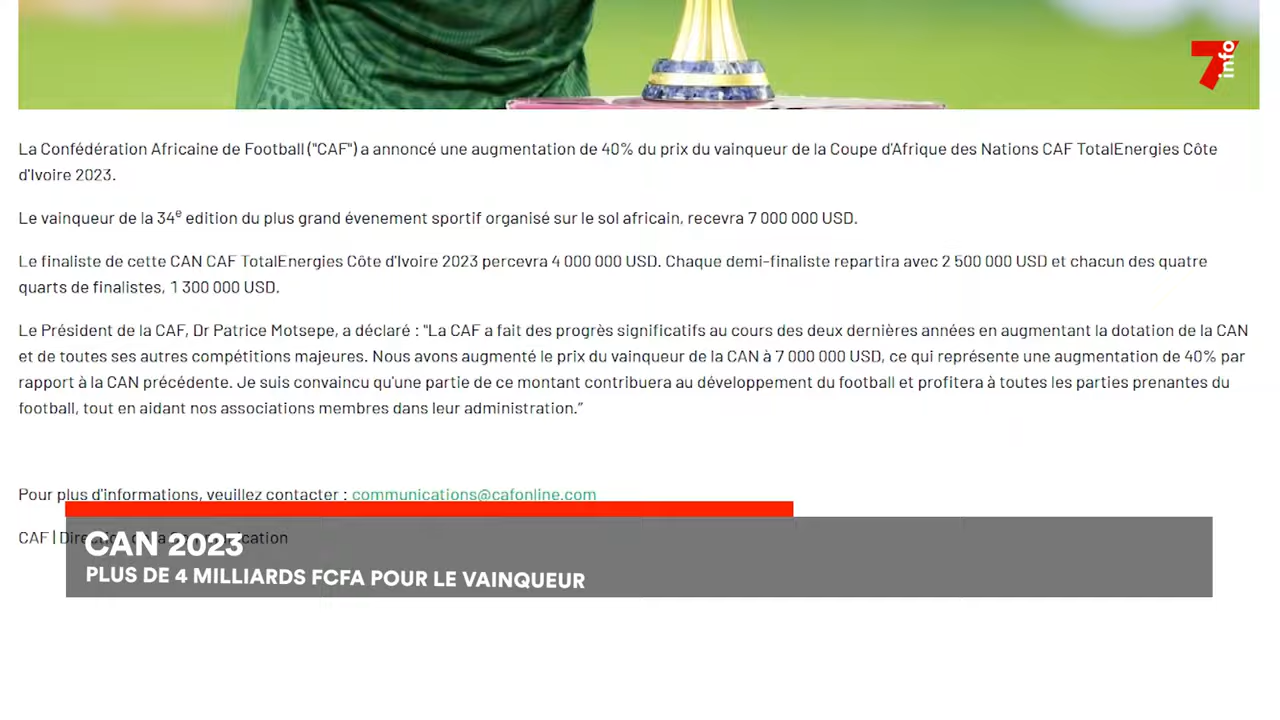 7info
La Confédération Africaine de Football ("CAF") a annoncé une augmentation de 40% du prix du vainqueur de la Coupe d'Afrique des Nations CAF TotalEnergies Côte
d'Ivoire 2023.
Le vainqueur de la 34e edition du plus grand évenement sportif organisé sur le sol africain, recevra 7 000 000 USD.
Le finaliste de cette CAN CAF TotalEnergies Côte d'Ivoire 2023 percevra 4 000 000 USD. Chaque demi-finaliste repartira avec 2 500 000 USD et chacun des quatre
quarts de finalistes, 1 300 000 USD.
Le Président de la CAF, Dr Patrice Motsepe, a déclaré : "La CAF a fait des progrès significatifs au cours des deux dernières années en augmentant la dotation de la CAN
et de toutes ses autres compétitions majeures. Nous avons augmenté le prix du vainqueur de la CAN à 7 000 000 USD, ce qui représente une augmentation de 40% par
rapport à la CAN précédente. Je suis convaincu qu'une partie de ce montant contribuera au développement du football et profitera à toutes les parties prenantes du
football, tout en aidant nos associations membres dans leur administration.”
Pour plus d'informations, veuillez contacter : communications@cafonline.com
CAF |
CAN 2023
PLUS DE 4 MILLIARDS FCFA POUR LE VAINQUEUR